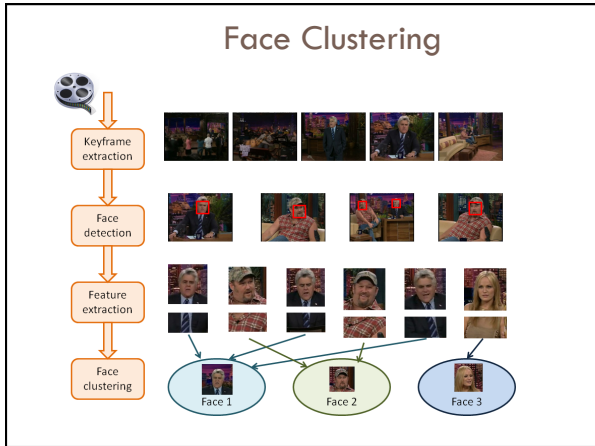 Face Clustering
Keyframe
extraction
Face
detection
Feature
extraction
Face
clustering
Face 1
Face 2
Face 3